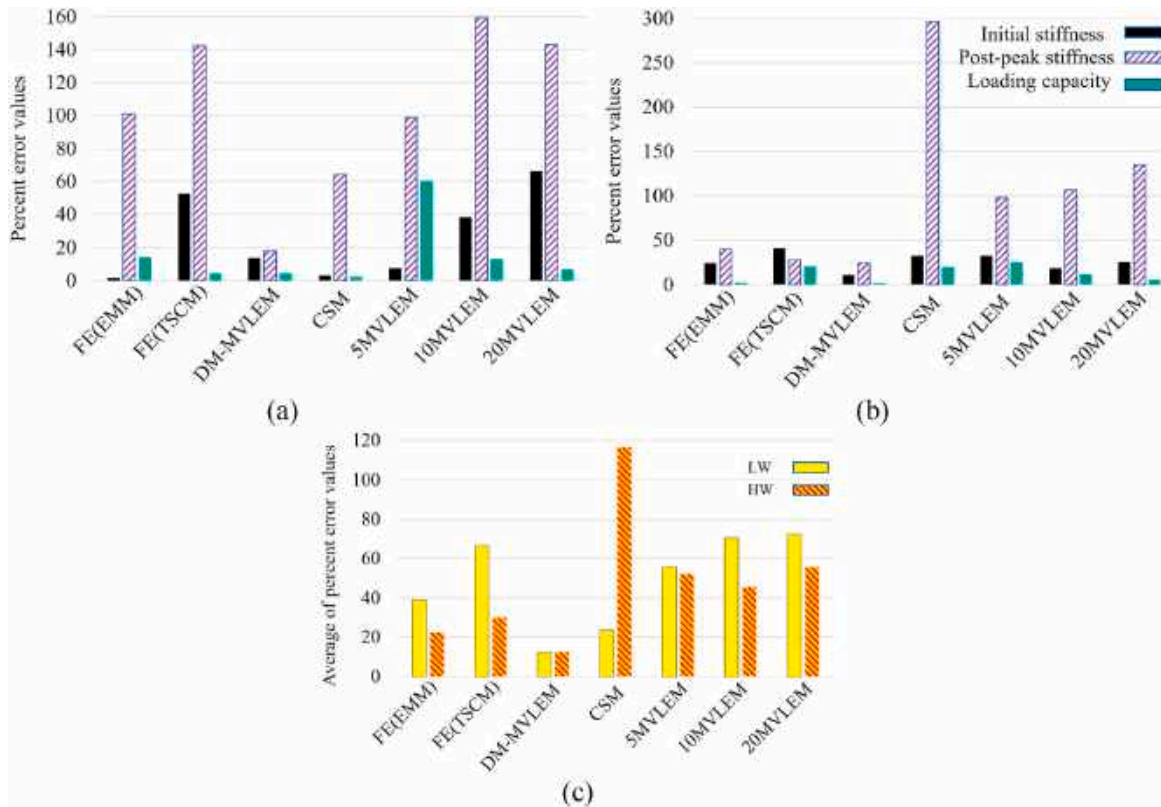 Percent error values
160
140
120
100
80
60
40
20
0
FE(EMM)
FE(TSCM)
DM-MVLEM
CSM
5MVLEM
10MVLEM
20MVLEM
(a)
Percent error values
300
250
200
150
100
50
0
Initial stiffness
Post-peak stiffness
Loading capacity
FE(EMM)
FE(TSCM)
DM-MVLEM
CSM
5MVLEM
10MVLEM
20MVLEM
(b)
Average of percent error values
120
100
80
60
40
20
0
LW
HW
FE(EMM)
FE(TSCM)
DM-MVLEM
CSM
5MVLEM
10MVLEM
20MVLEM
(c)